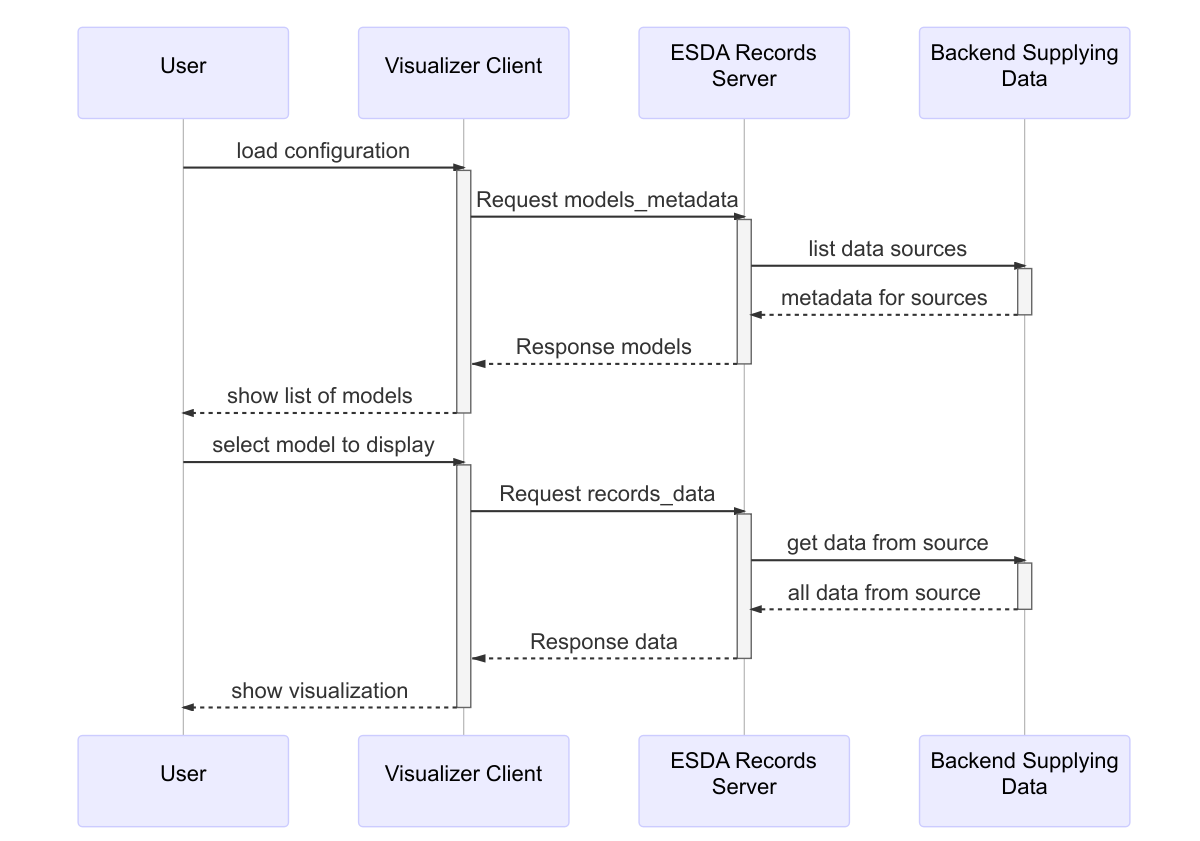 User
Visualizer Client
ESDA Records
Server
Backend Supplying
Data
load configuration
Request models_metadata
list data sources
metadata for sources
Response models
show list of models
select model to display
Request records_data
get data from source
all data from source
Response data
show visualization
User
Visualizer Client
ESDA Records
Server
Backend Supplying
Data